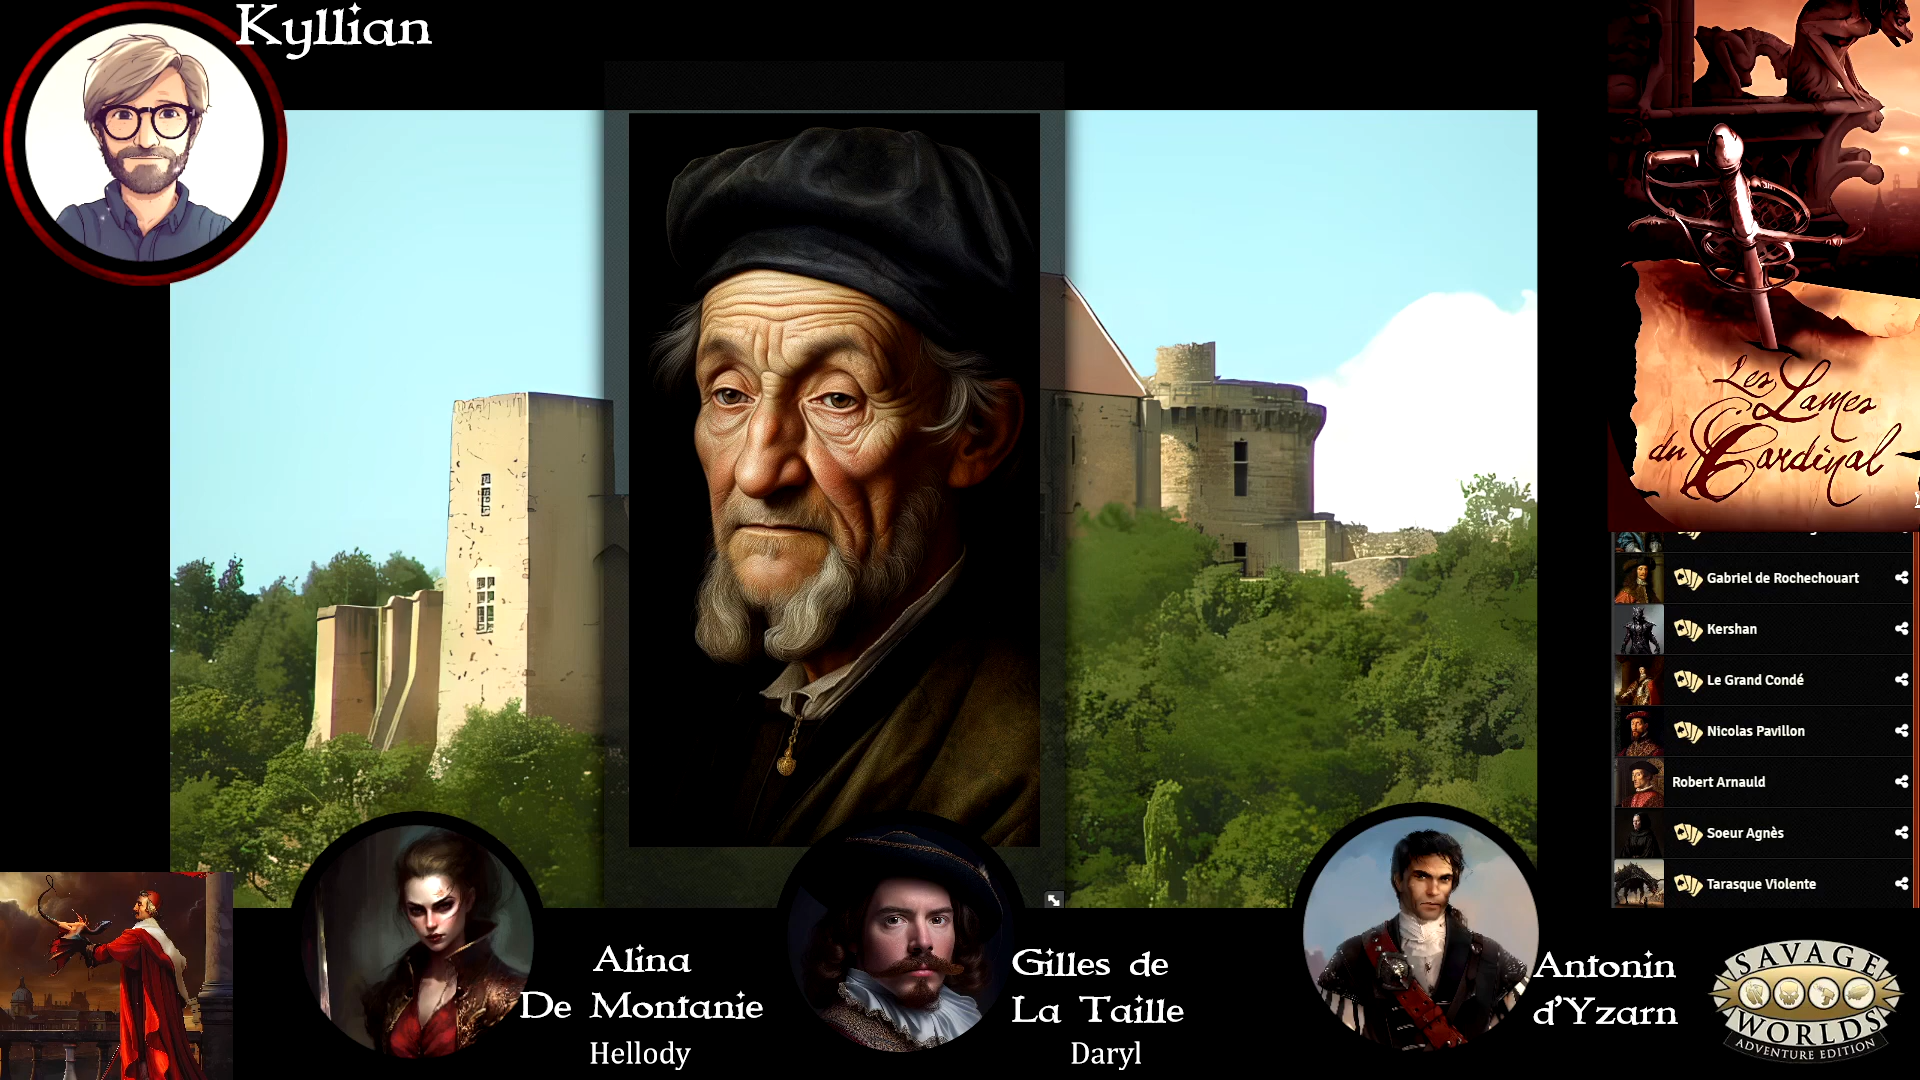 Kyllian
Les Lames
du Cardinal
Gabriel de Rochechouart
Kershan
Le Grand Condé
Nicolas Pavillon
Robert Arnauld
Soeur Agnès
Tarasque Violente
Alina
De Montanie
Hellody
Gilles de
La Taille
Daryl
Antonin
d'Yzarn
SAVAGE
WORLDS
ADVENTURE EDITION